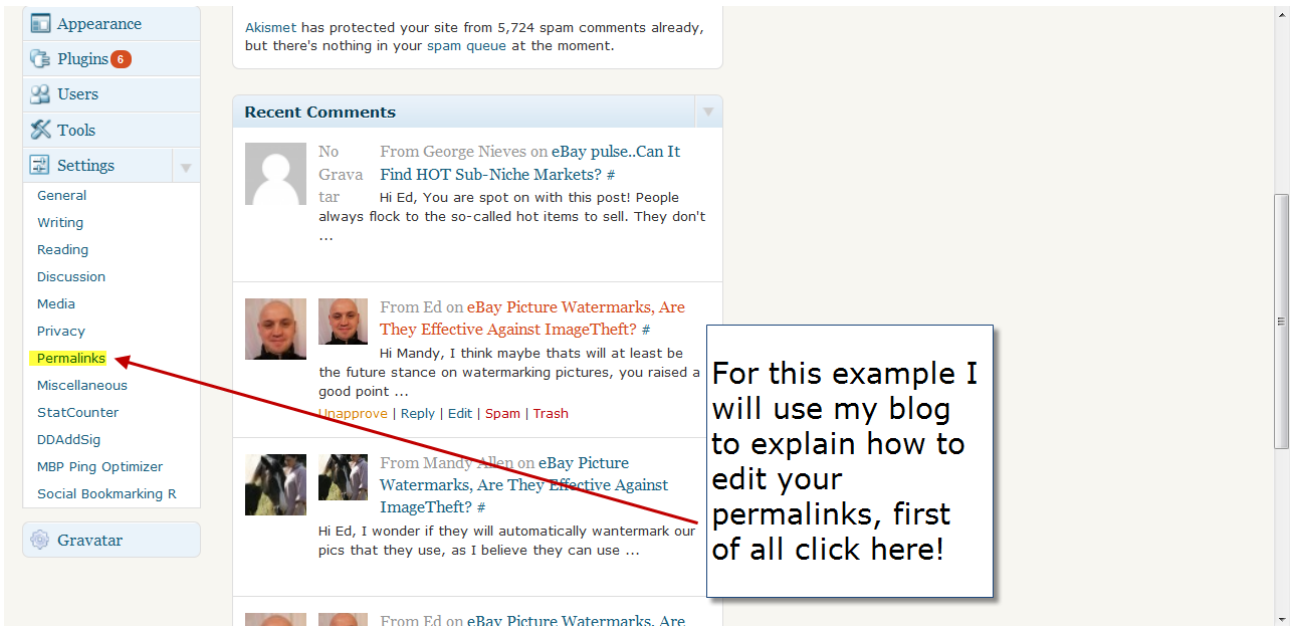 Appearance
Plugins 6
Users
Tools
Settings
General
Writing
Reading
Discussion
Media
Privacy
Permalinks
Miscellaneous
StatCounter
DDAddSig
MBP Ping Optimizer
Social Bookmarking R
Gravatar
Akismet has protected your site from 5,724 spam comments already,
but there's nothing in your spam queue at the moment.
Recent Comments
No
Grava
tar
From George Nieves on eBay pulse..Can It
Find HOT Sub-Niche Markets? #
Hi Ed, You are spot on with this post! People
always flock to the so-called hot items to sell. They don't
...
From Ed on eBay Picture Watermarks, Are
They Effective Against ImageTheft? #
Hi Mandy, I think maybe thats will at least be
the future stance on watermarking pictures, you raised a
good point ...
Unapprove | Reply | Edit | Spam | Trash
From Mandy Allen on eBay Picture
Watermarks, Are They Effective Against
ImageTheft? #
Hi Ed, I wonder if they will automatically wantermark our
pics that they use, as I believe they can use ...
From Ed on eBay Picture Watermarks, Are
For this example I
will use my blog
to explain how to
edit your
permalinks, first
of all click here!